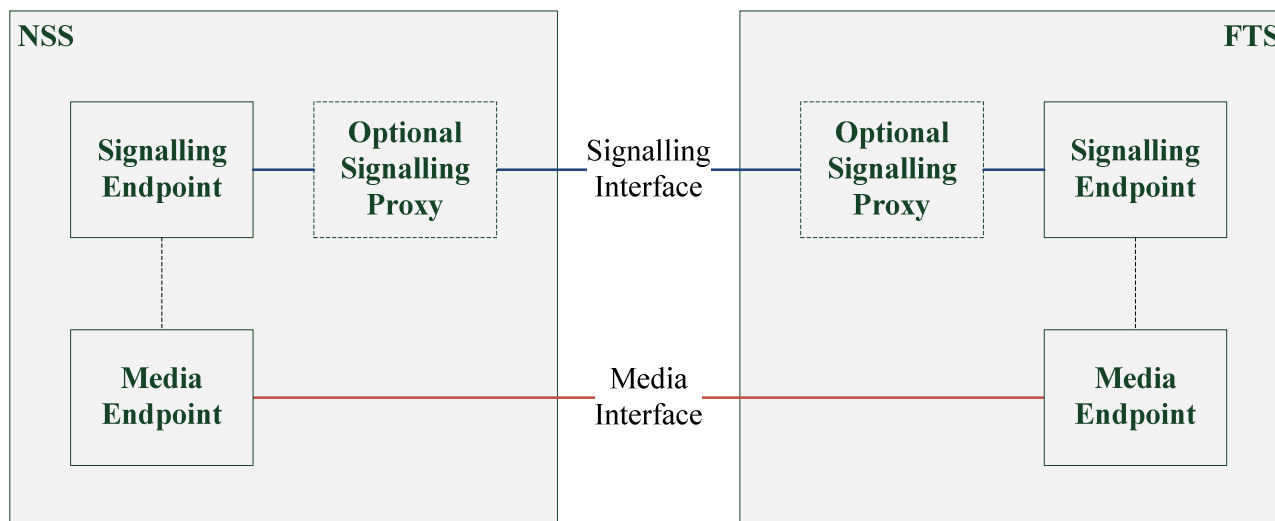 NSS
FTS
Signalling
Endpoint
Optional
Signalling
Proxy
Signalling
Interface
Optional
Signalling
Proxy
Signalling
Endpoint
Media
Endpoint
Media
Interface
Media
Endpoint